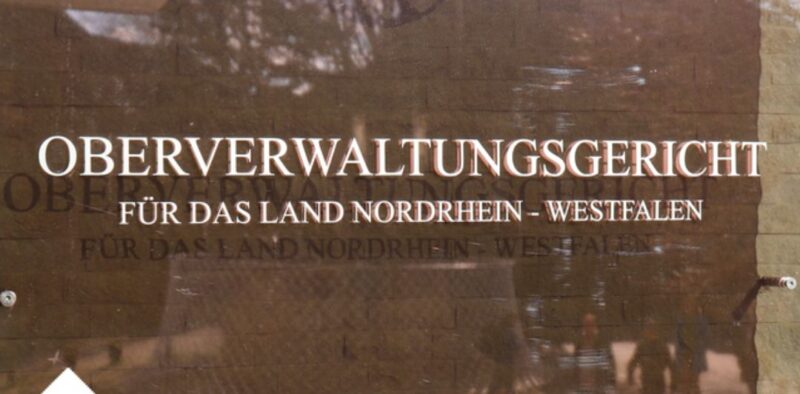 OBERVERWALTUNGSGERICHT
FÜR DAS LAND NORDRHEIN - WESTFALEN